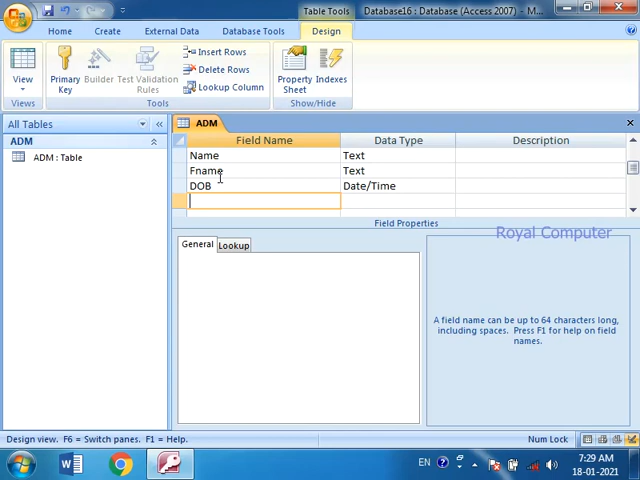 Table Tools
Database16 : Database (Access 2007) - M...
Home
Create
External Data
Database Tools
Design
View
Primary
Key
Builder
Test Validation
Rules
Insert Rows
Delete Rows
Lookup Column
Property
Sheet
Indexes
Views
Tools
Show/Hide
All Tables
ADM
ADM : Table
ADM
Field Name
Data Type
Description
Name
Text
Fname
Text
DOB
Date/Time
Field Properties
Royal Computer
General
Lookup
A field name can be up to 64 characters long,
including spaces. Press F1 for help on field
names.
Design view. F6 = Switch panes. F1 = Help.
Num Lock
EN
7:29 AM
18-01-2021